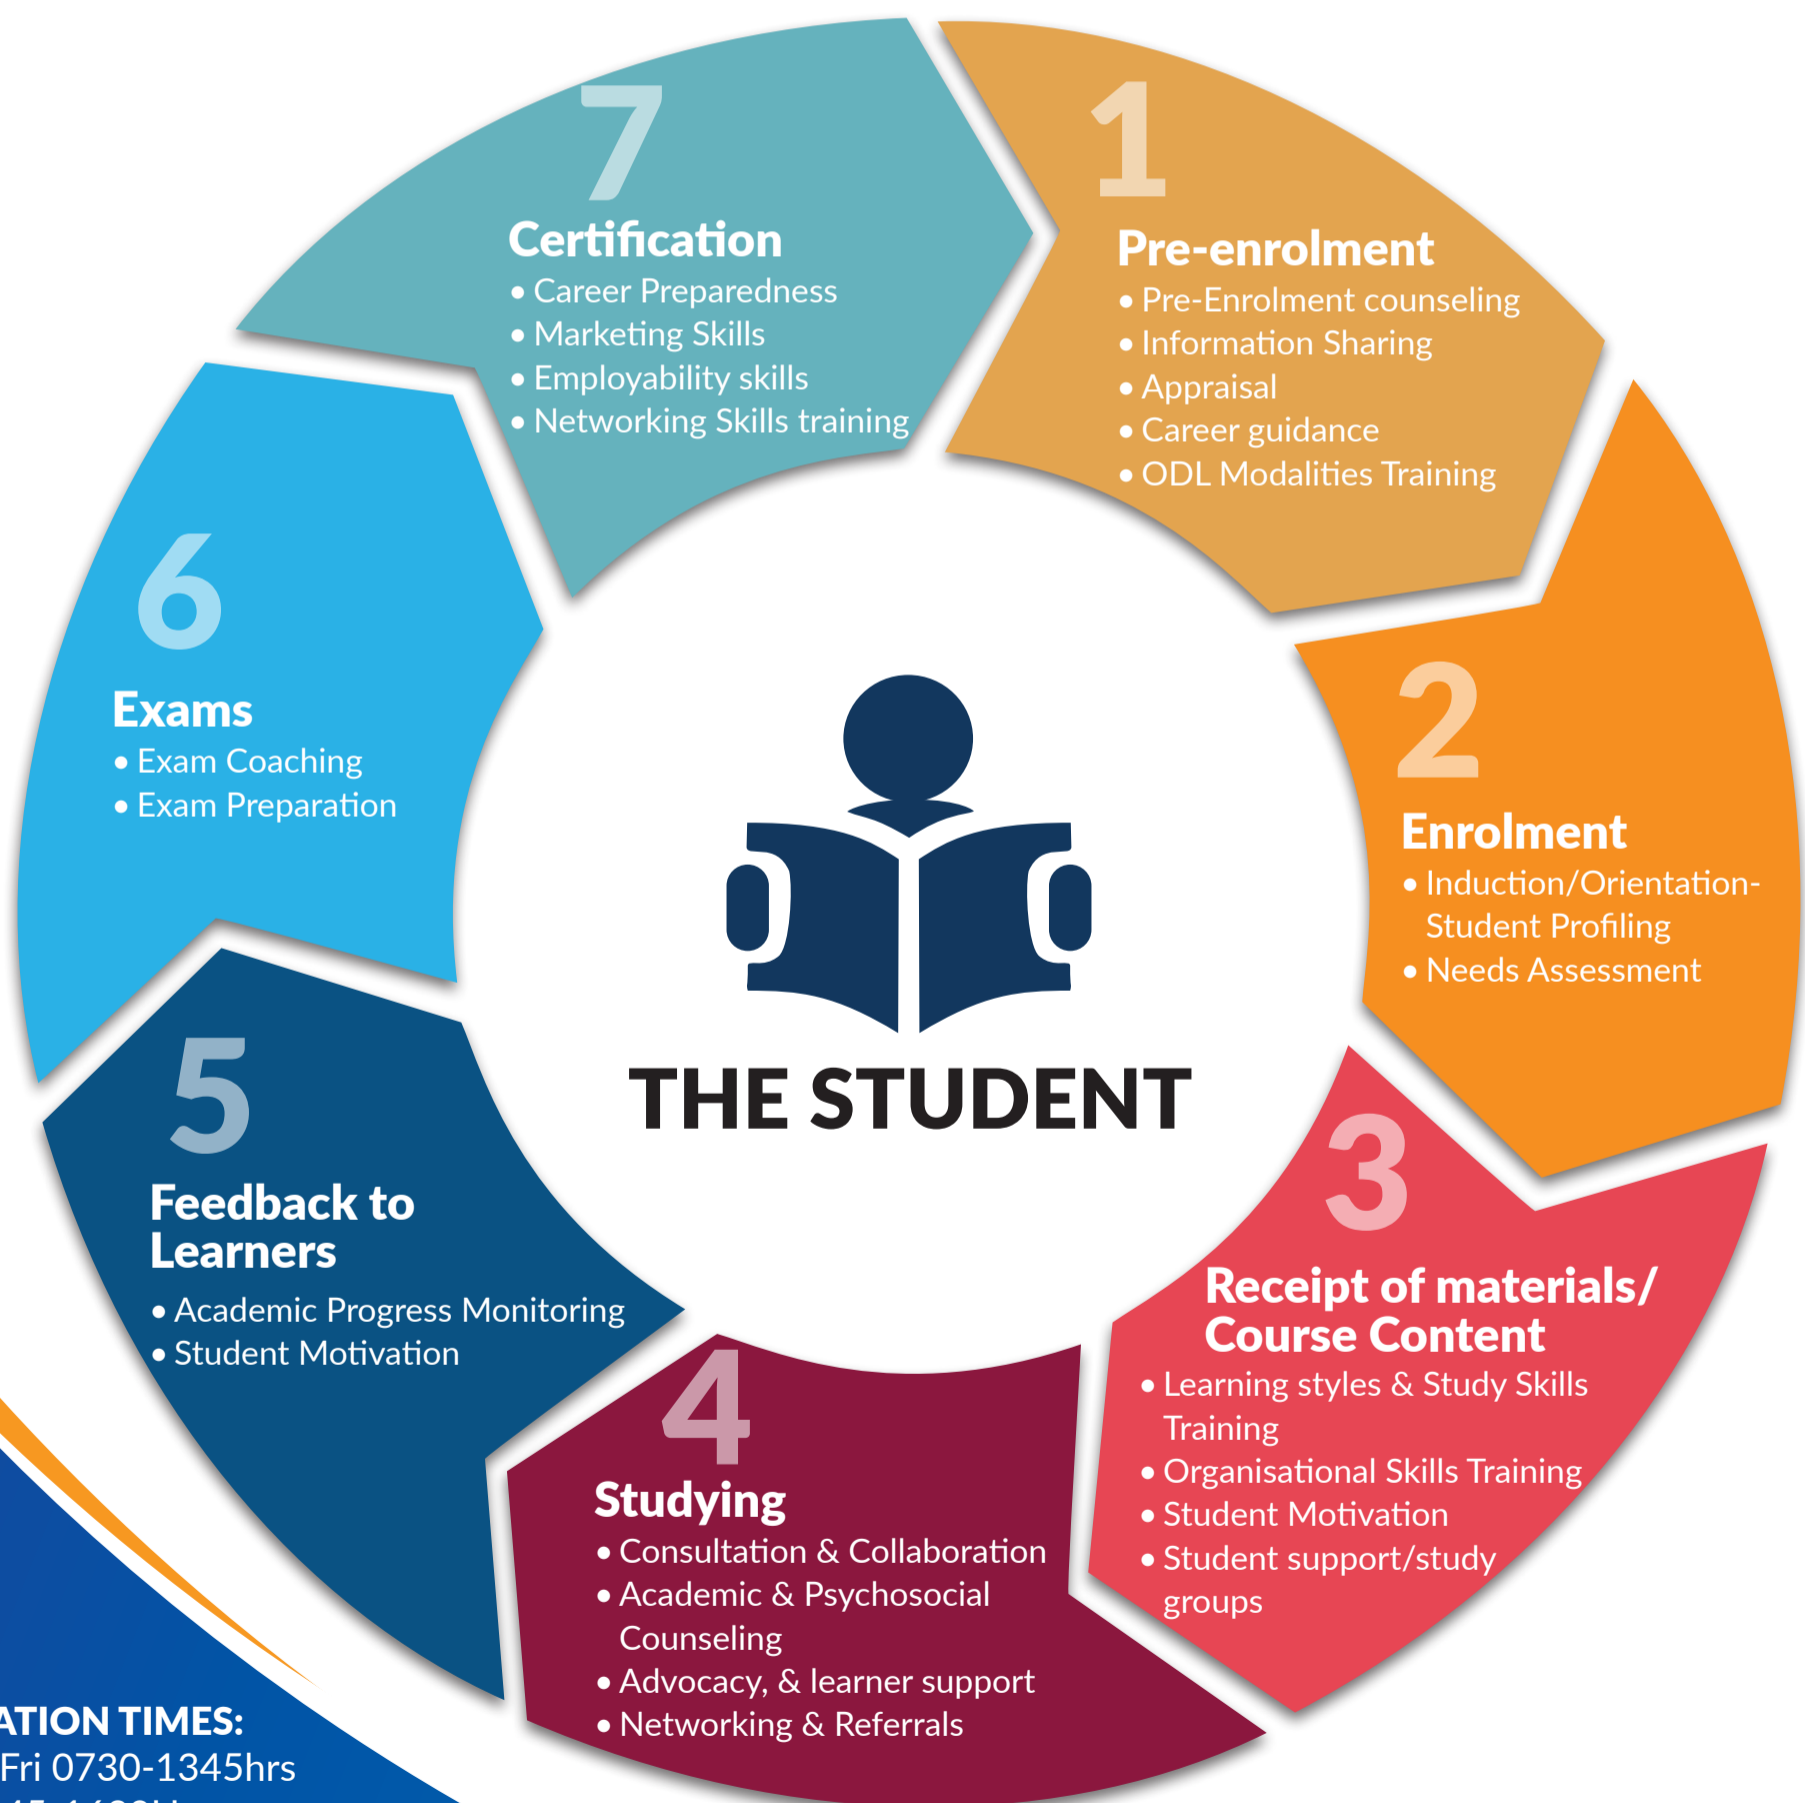 1
Pre-enrolment
• Pre-Enrolment counseling
• Information Sharing
• Appraisal
• Career guidance
• ODL Modalities Training
2
Enrolment
• Induction/Orientation-
Student Profiling
• Needs Assessment
3
Receipt of materials/
Course Content
• Learning styles & Study Skills
Training
• Organisational Skills Training
• Student Motivation
• Student support/study
groups
4
Studying
• Consultation & Collaboration
• Academic & Psychosocial
Counseling
• Advocacy, & learner support
• Networking & Referrals
5
Feedback to
Learners
• Academic Progress Monitoring
• Student Motivation
6
Exams
• Exam Coaching
• Exam Preparation
7
Certification
• Career Preparedness
• Marketing Skills
• Employability skills
• Networking Skills training
THE STUDENT
ATION TIMES:
Fri 0730-1345hrs